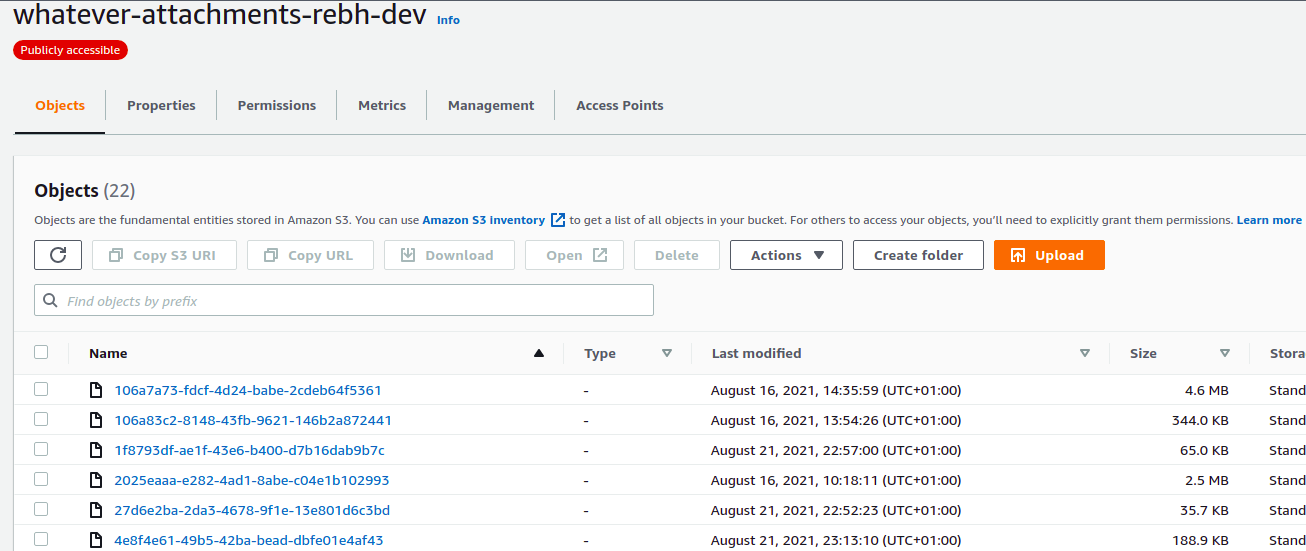 whatever-attachments-rebh-dev Info
Publicly accessible
Objects Properties Permissions Metrics Management Access Points
Objects (22)
Objects are the fundamental entities stored in Amazon S3. You can use Amazon S3 inventory to get a list of all objects in your bucket. For others to access your objects, you'll need to explicitly grant them permissions. Learn more
Copy S3 URI Copy URL Download Open Delete Actions Create folder Upload
Find objects by prefix
Name Type Last modified Size Stora
106a7a73-fdcf-4d24-babe-2cdeb64f5361 - August 16, 2021, 14:35:59 (UTC+01:00) 4.6 MB Stand
106a83c2-8148-43fb-9621-146b2a872441 - August 16, 2021, 13:54:26 (UTC+01:00) 344.0 KB Stand
1f8793df-ae1f-43e6-b400-d7b16dab9b7c - August 21, 2021, 22:57:00 (UTC+01:00) 65.0 KB Stand
2025eaaa-e282-4ad1-8abe-c04e1b102993 - August 16, 2021, 10:18:11 (UTC+01:00) 2.5 MB Stand
27d6e2ba-2da3-4678-9f1e-13e801d6c3bd - August 21, 2021, 22:52:23 (UTC+01:00) 35.7 KB Stand
4e8f4e61-49b5-42ba-bead-dbfe01e4af43 - August 21, 2021, 23:13:10 (UTC+01:00) 188.9 KB Stand